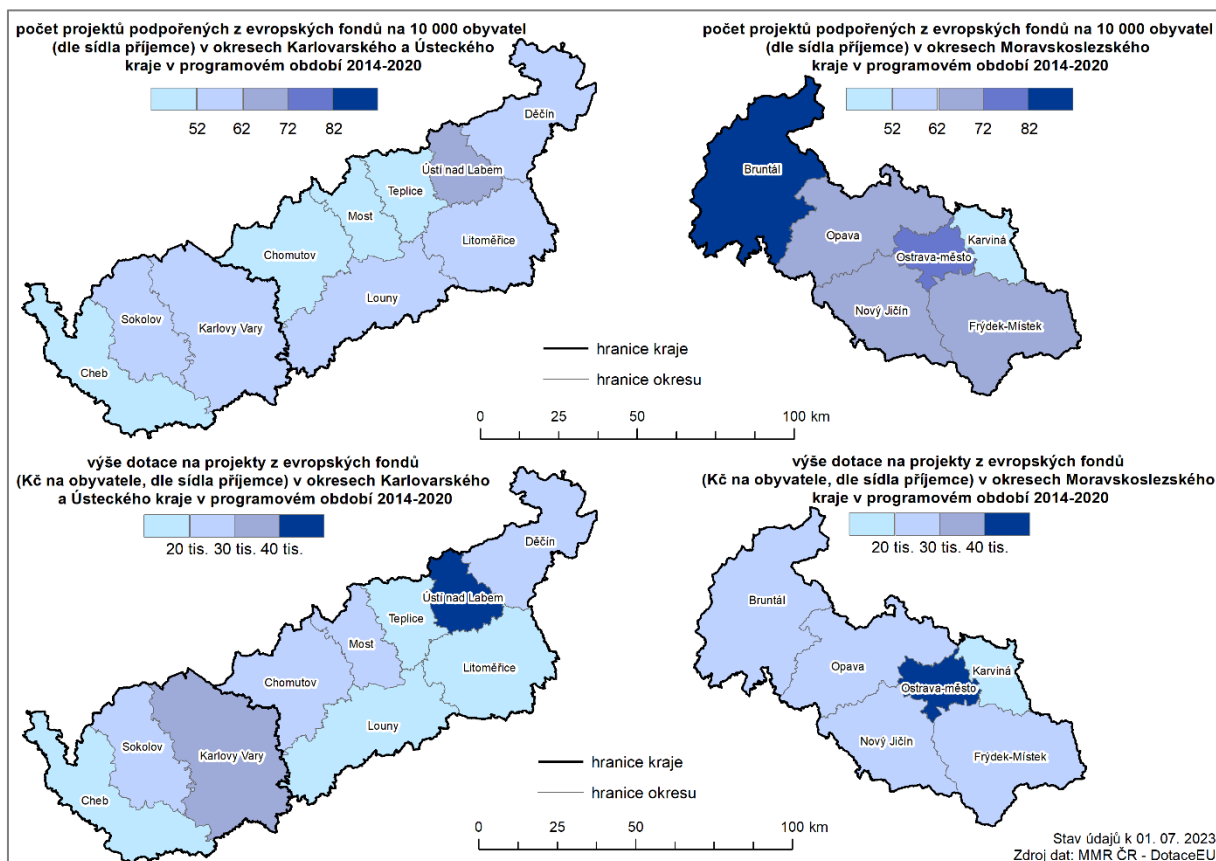 počet projektů podpořených z evropských fondů na 10 000 obyvatel
(dle sídla příjemce) v okresech Karlovarského a Ústeckého
kraje v programovém období 2014-2020
52 62 72 82
Děčín
Ústí nad Labem
Teplice
Most
Litoměřice
Chomutov
Louny
Sokolov
Karlovy Vary
Cheb
počet projektů podpořených z evropských fondů na 10 000 obyvatel
(dle sídla příjemce) v okresech Moravskoslezského
kraje v programovém období 2014-2020
52 62 72 82
Bruntál
Opava
Karviná
Ostrava-město
Nový Jičín
Frýdek-Místek
hranice kraje
hranice okresu
0 25 50 100 km
výše dotace na projekty z evropských fondů
(Kč na obyvatele, dle sídla příjemce) v okresech Karlovarského
a Ústeckého kraje v programovém období 2014-2020
20 tis. 30 tis. 40 tis.
Děčín
Ústí nad Labem
Teplice
Most
Litoměřice
Chomutov
Louny
Sokolov
Karlovy Vary
Cheb
výše dotace na projekty z evropských fondů
(Kč na obyvatele, dle sídla příjemce) v okresech Moravskoslezského
kraje v programovém období 2014-2020
20 tis. 30 tis. 40 tis.
Bruntál
Opava
Karviná
Ostrava-město
Nový Jičín
Frýdek-Místek
hranice kraje
hranice okresu
0 25 50 100 km
Stav údajů k 01. 07. 2023
Zdroj dat: MMR ČR - DotaceEU